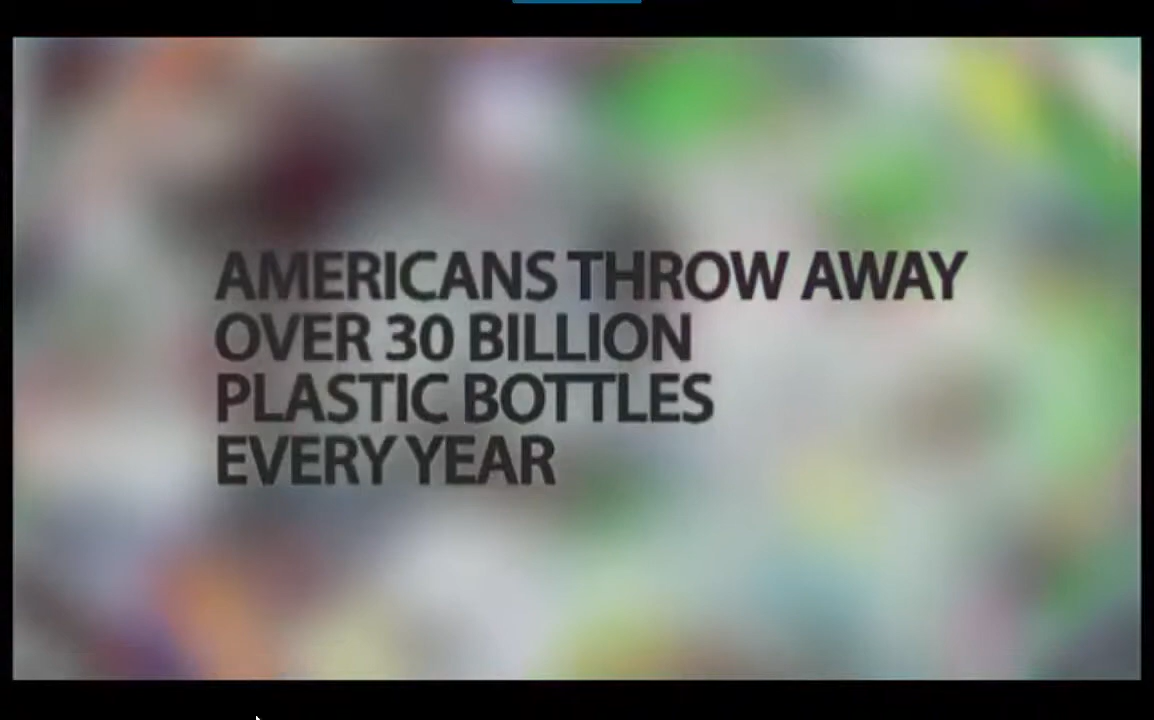 AMERICANS THROW AWAY
OVER 30 BILLION
PLASTIC BOTTLES
EVERY YEAR